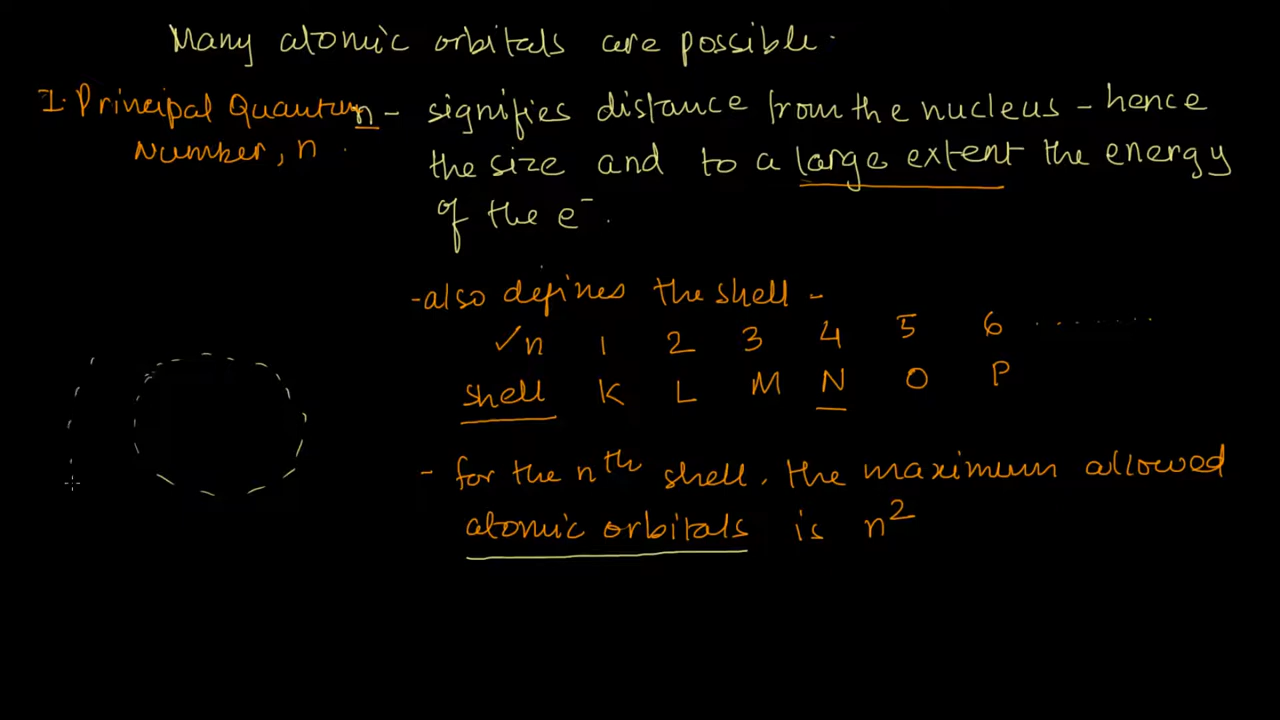 Many atomic orbitals are possible.
1. Principal Quantum Number, n
n - signifies distance from the nucleus - hence
the size and to a large extent the energy
of the e⁻.
- also defines the shell -
✓ n 1 2 3 4 5 6 ........
shell K L M N O P
- for the nᵗʰ shell, the maximum allowed
atomic orbitals is n²